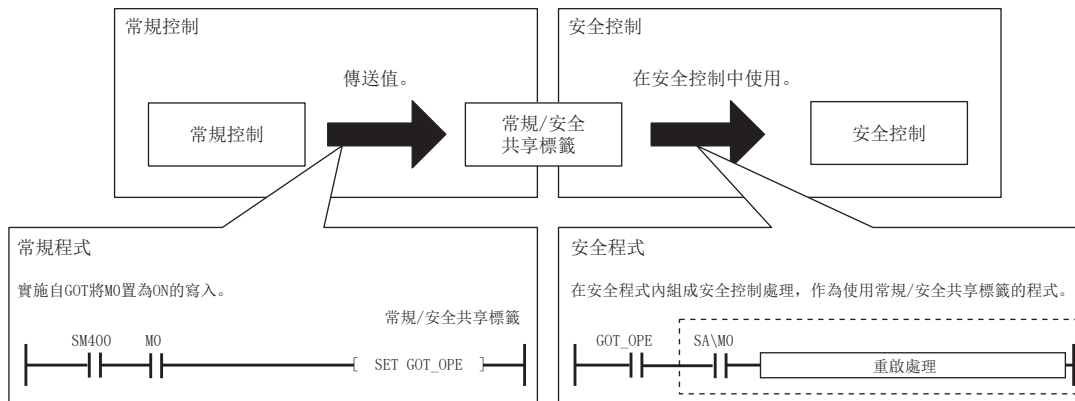 常規控制
傳送值。
常規控制
常規/安全
共享標籤
安全控制
在安全控制中使用。
安全控制
常規程式
實施自GOT將M0置為ON的寫入。
常規/安全共享標籤
SM400 M0
SET GOT_OPE
安全程式
在安全程式內組成安全控制處理，作為使用常規/安全共享標籤的程式。
GOT_OPE SA\M0
重啟處理